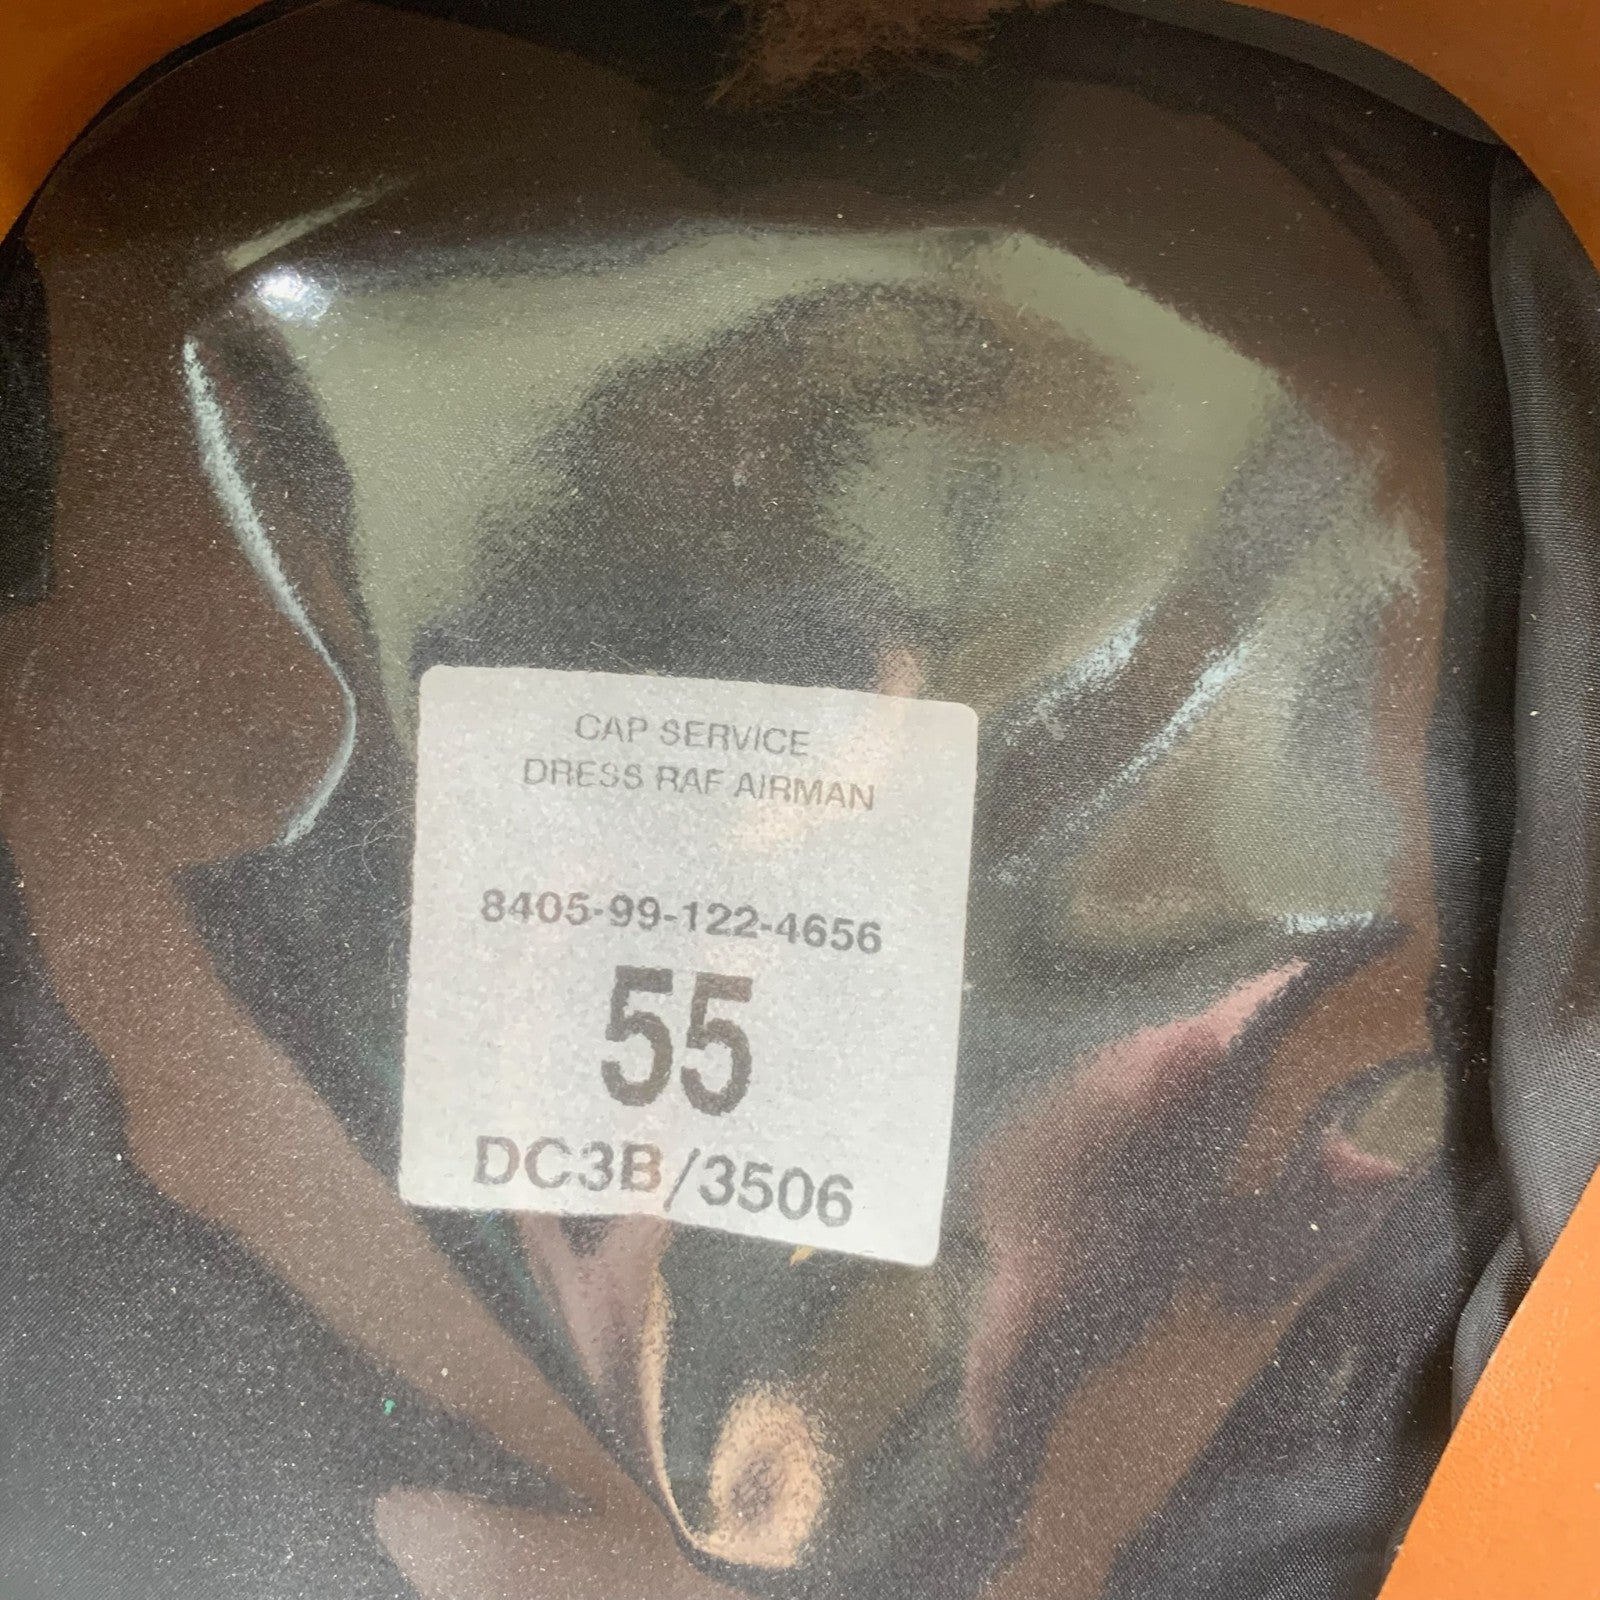 CAP SERVICE
DRESS RAF AIRMAN
8405-99-122-4656
55
DC3B/3506